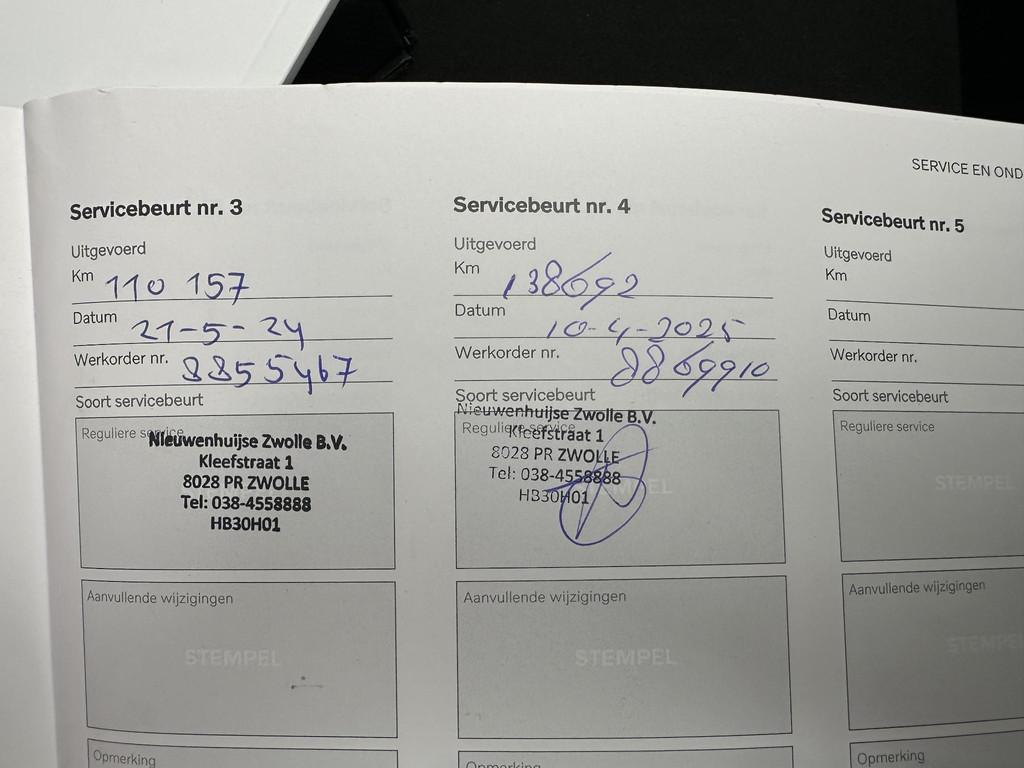 SERVICE EN OND
Servicebeurt nr. 3
Uitgevoerd
Km 110 157
Datum 21-5-24
Werkorder nr. 8855467
Soort servicebeurt
Reguliere service
Nieuwenhuijse Zwolle B.V.
Kleefstraat 1
8028 PR ZWOLLE
Tel: 038-4558888
HB30H01
Aanvullende wijzigingen
STEMPEL
Opmerking
Servicebeurt nr. 4
Uitgevoerd
Km 138692
Datum 10-4-2025
Werkorder nr. 8869910
Soort servicebeurt
Reguliere service
Nieuwenhuijse Zwolle B.V.
Kleefstraat 1
8028 PR ZWOLLE
Tel: 038-4558888
HB30H01
Aanvullende wijzigingen
STEMPEL
Opmerking
Servicebeurt nr. 5
Uitgevoerd
Km
Datum
Werkorder nr.
Soort servicebeurt
Reguliere service
STEMPEL
Aanvullende wijzigingen
STEMPEL
Opmerking